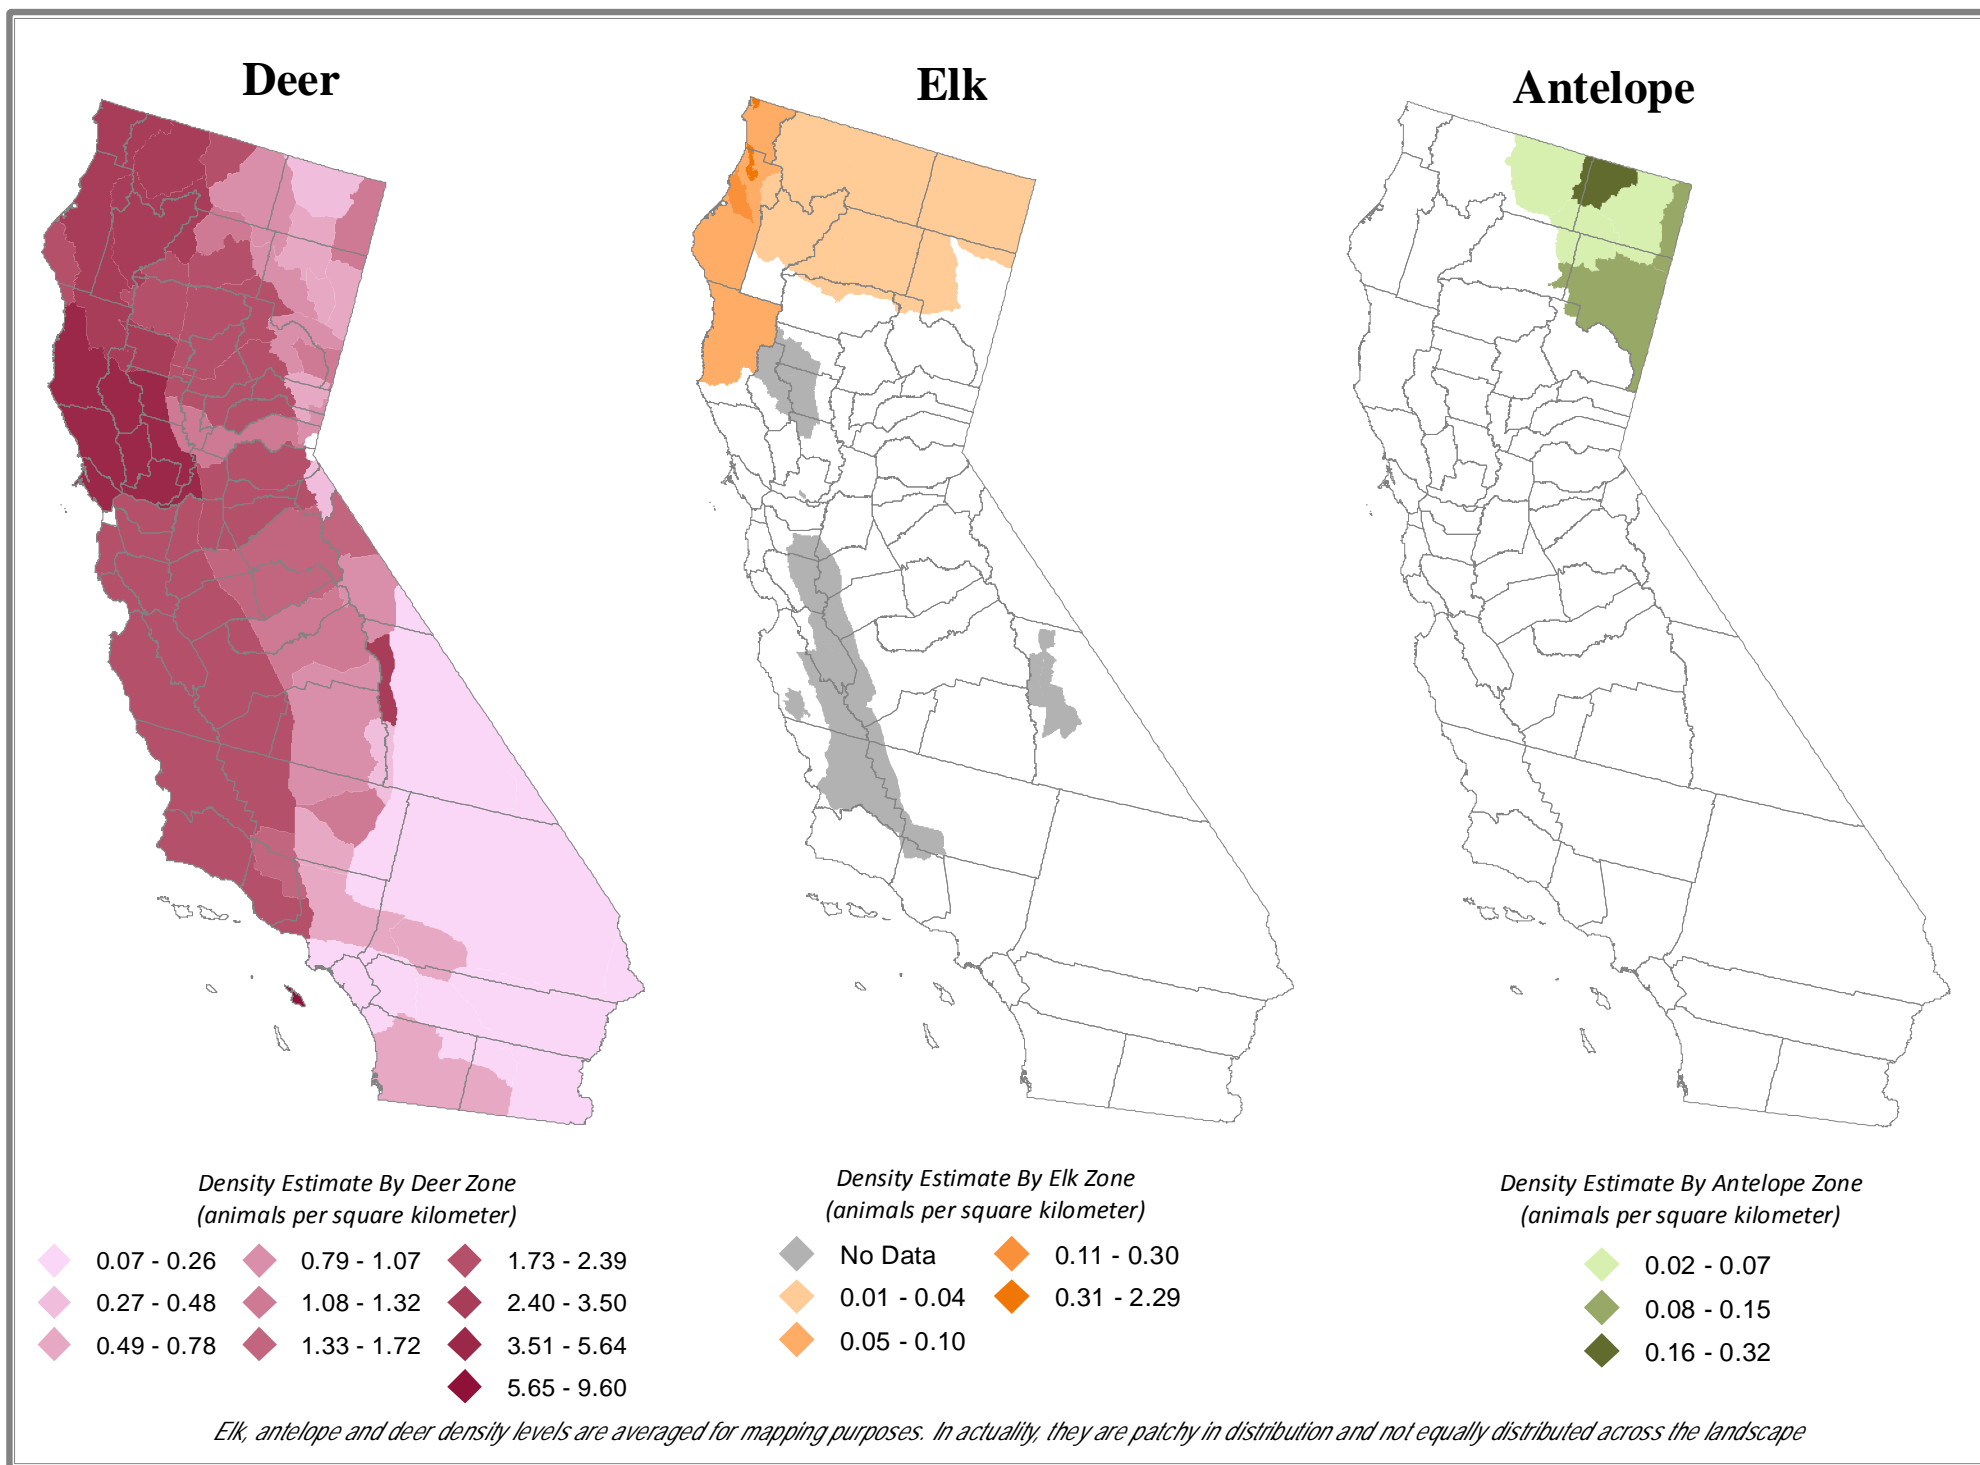 Deer
Elk
Antelope
Density Estimate By Deer Zone
(animals per square kilometer)
0.07 - 0.26
0.79 - 1.07
1.73 - 2.39
0.27 - 0.48
1.08 - 1.32
2.40 - 3.50
0.49 - 0.78
1.33 - 1.72
3.51 - 5.64
5.65 - 9.60
Density Estimate By Elk Zone
(animals per square kilometer)
No Data
0.11 - 0.30
0.01 - 0.04
0.31 - 2.29
0.05 - 0.10
Density Estimate By Antelope Zone
(animals per square kilometer)
0.02 - 0.07
0.08 - 0.15
0.16 - 0.32
Elk, antelope and deer density levels are averaged for mapping purposes. In actuality, they are patchy in distribution and not equally distributed across the landscape